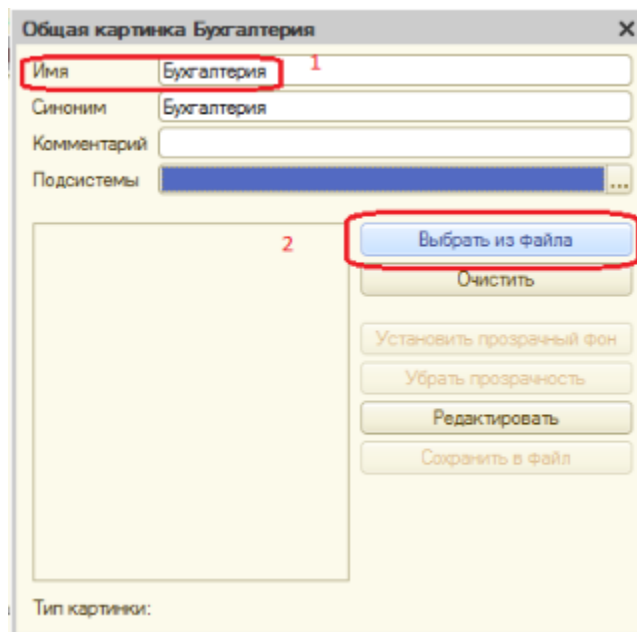 Общая картинка Бухгалтерия
Имя Бухгалтерия 1
Синоним Бухгалтерия
Комментарий
Подсистемы ...
2 Выбрать из файла
Очистить
Установить прозрачный фон
Убрать прозрачность
Редактировать
Сохранить в файл
Тип картинки: